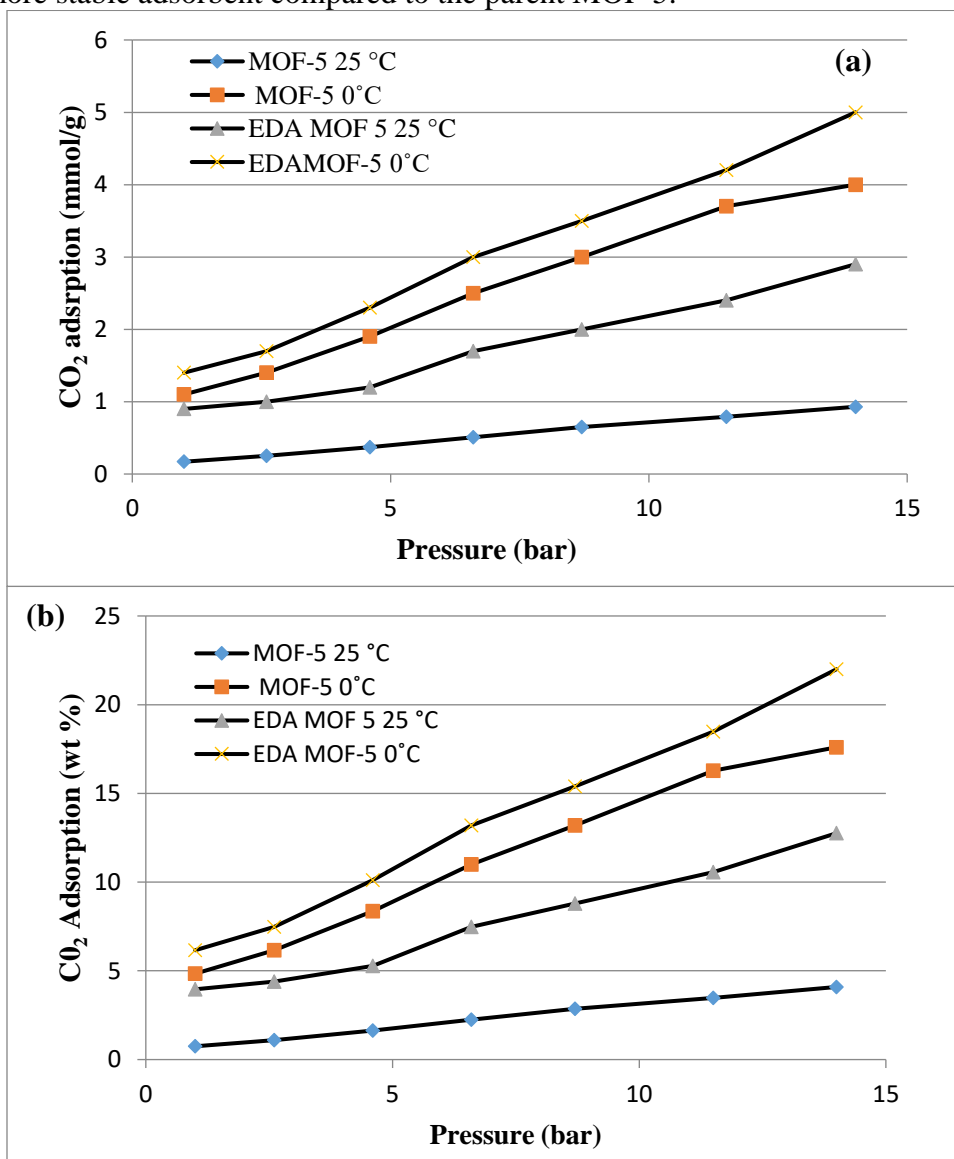 more stable adsorbent compared to the parent MOF-5.
(a)
6
5
4
3
2
1
0
CO₂ adsrption (mmol/g)
MOF-5 25 °C
MOF-5 0˚C
EDA MOF 5 25 °C
EDAMOF-5 0˚C
0 5 10 15
Pressure (bar)
(b)
25
20
15
10
5
0
C0₂ Adsorption (wt %)
MOF-5 25 °C
MOF-5 0˚C
EDA MOF 5 25 °C
EDA MOF-5 0˚C
0 5 10 15
Pressure (bar)